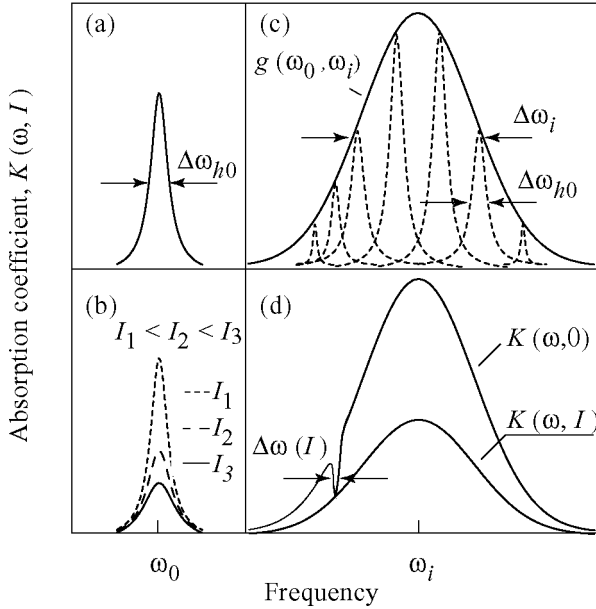 Absorption coefficient, K (ω, I)
(a)
Δω_h0
(b)
I_1 < I_2 < I_3
I_1
I_2
I_3
(c)
g (ω_0, ω_i)
Δω_i
Δω_h0
(d)
K (ω,0)
K (ω, I)
Δω (I)
ω_0
ω_i
Frequency